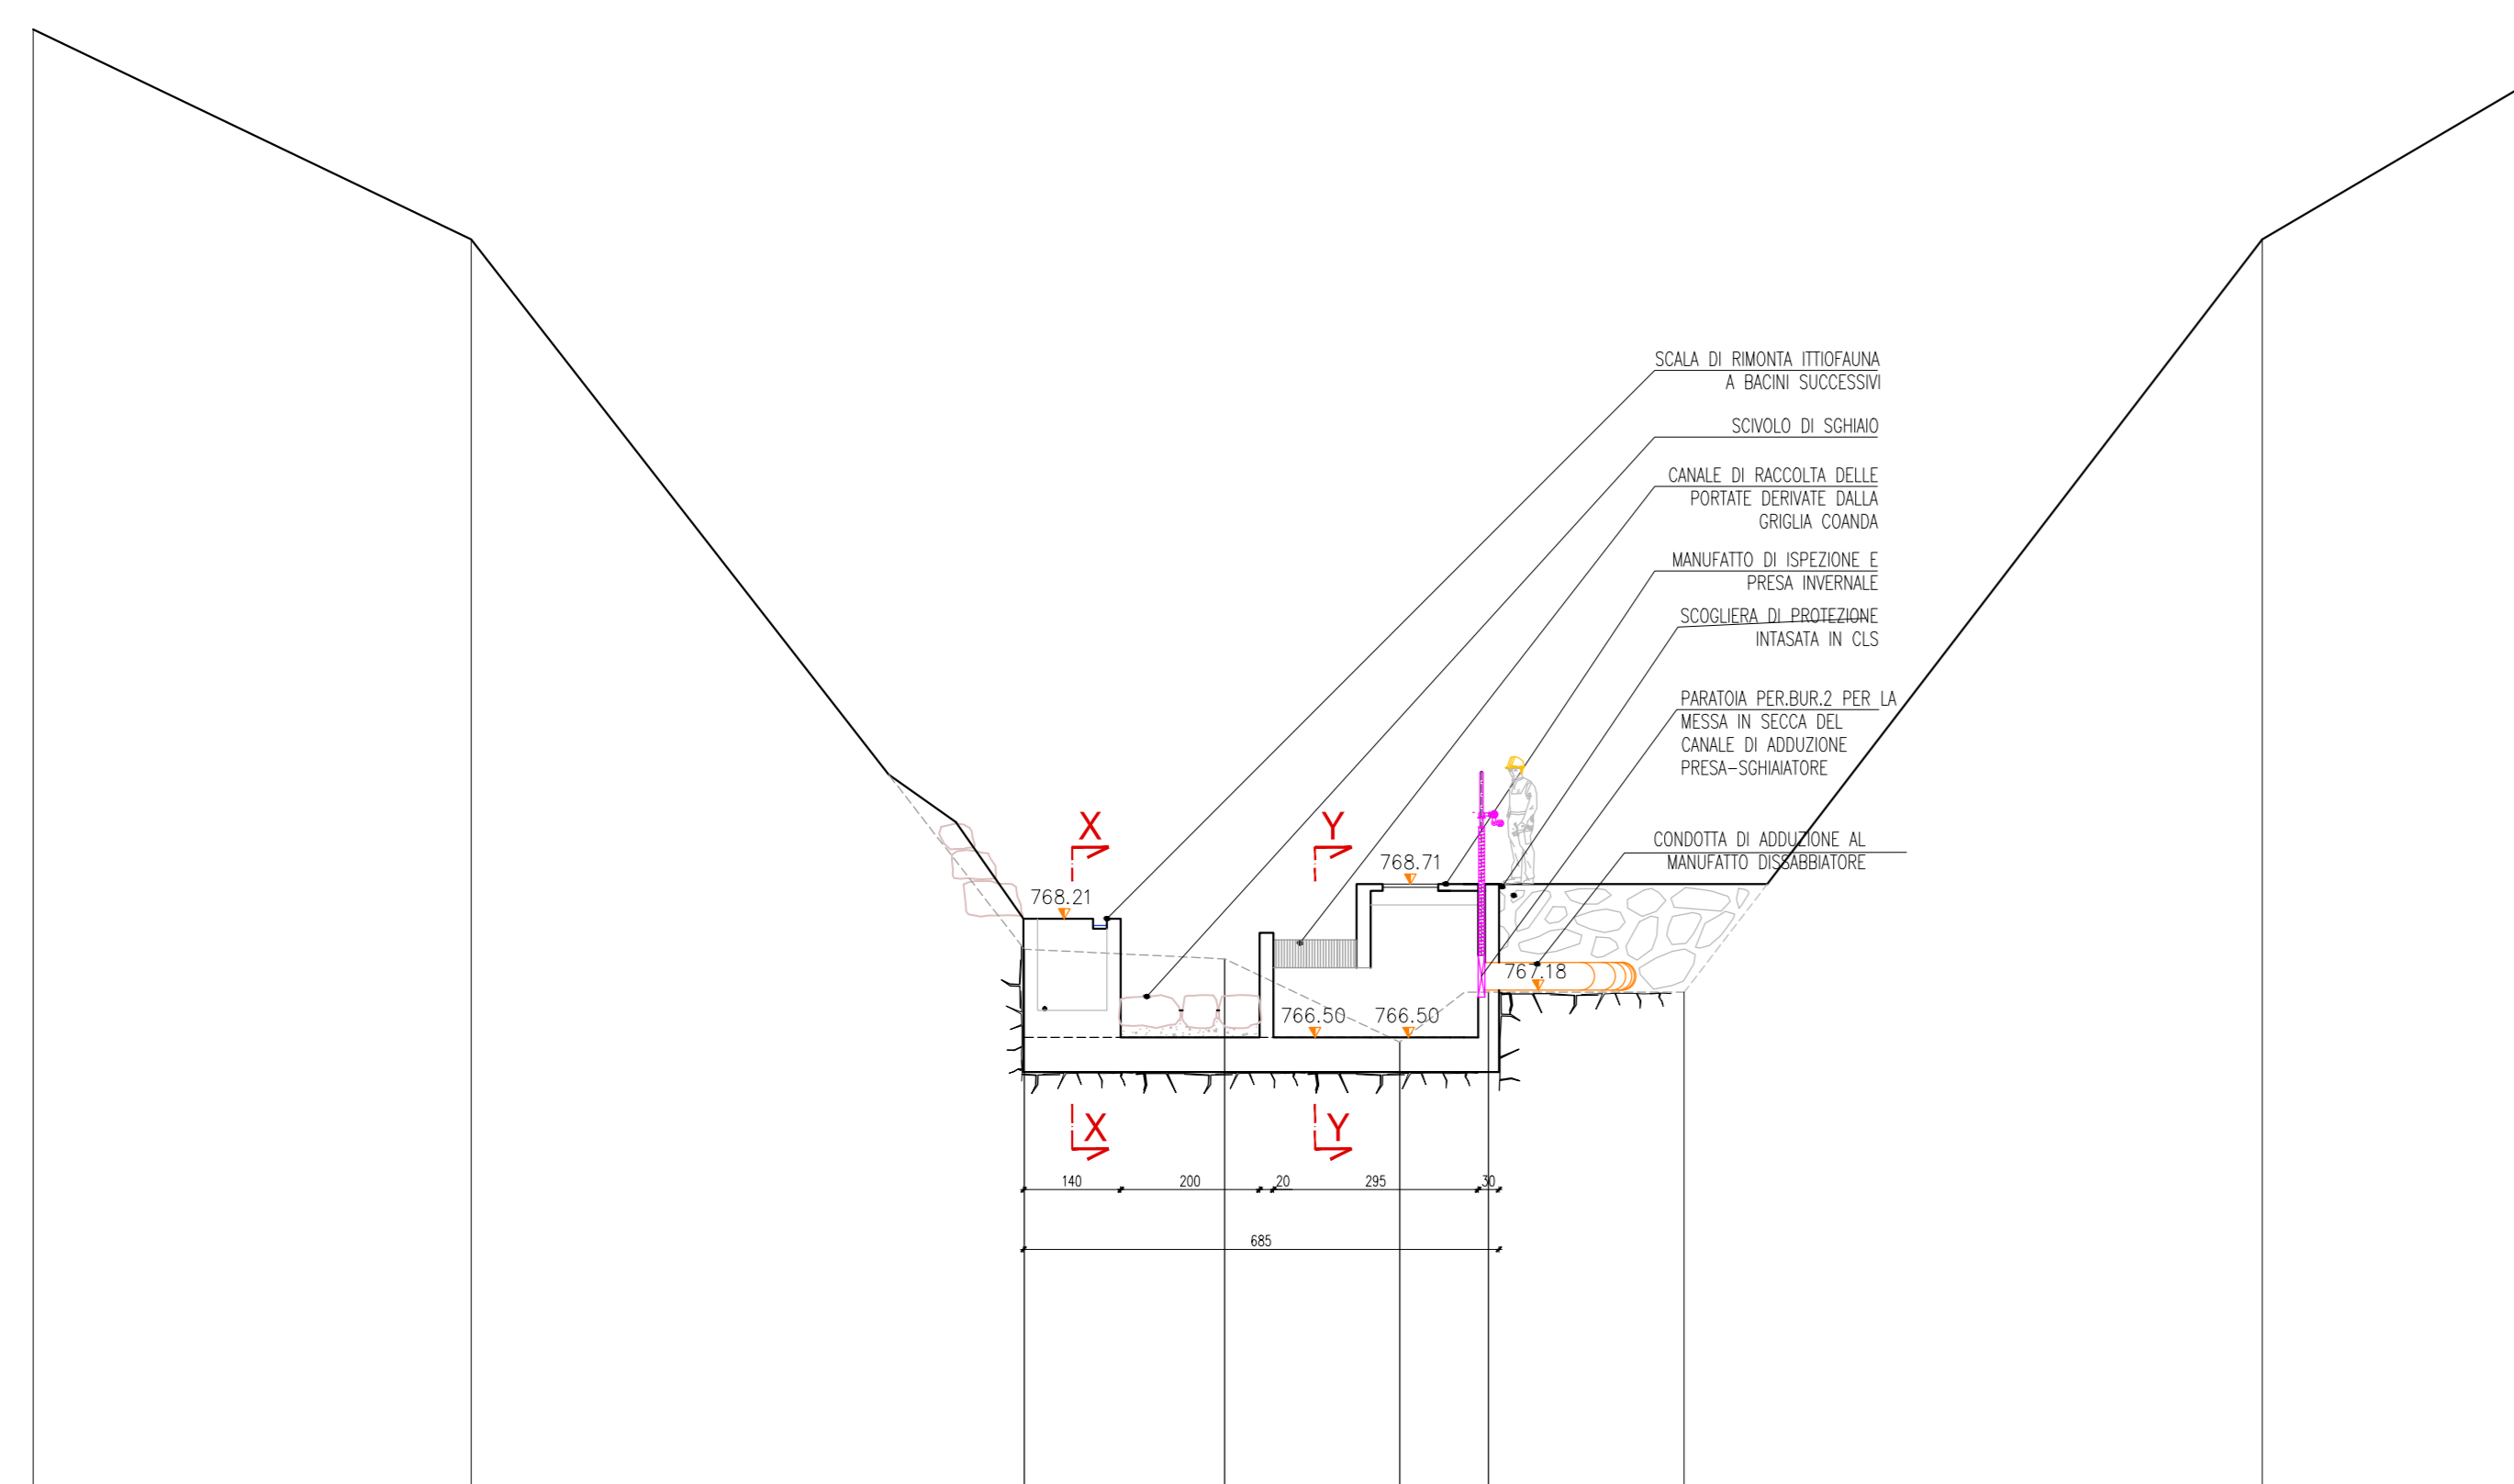 SCALA DI RIMONTA ITTIOFAUNA
A BACINI SUCCESSIVI
SCIVOLO DI SGHIAIO
CANALE DI RACCOLTA DELLE
PORTATE DERIVATE DALLA
GRIGLIA COANDA
MANUFATTO DI ISPEZIONE E
PRESA INVERNALE
SCOGLIERA DI PROTEZIONE
INTASATA IN CLS
PARATOIA PER.BUR.2 PER LA
MESSA IN SECCA DEL
CANALE DI ADDUZIONE
PRESA-SGHIAIATORE
CONDOTTA DI ADDUZIONE AL
MANUFATTO DISSABBIATORE
X Y
768.71
768.21
767.18
766.50 766.50
X Y
140 200 20 295 30
685